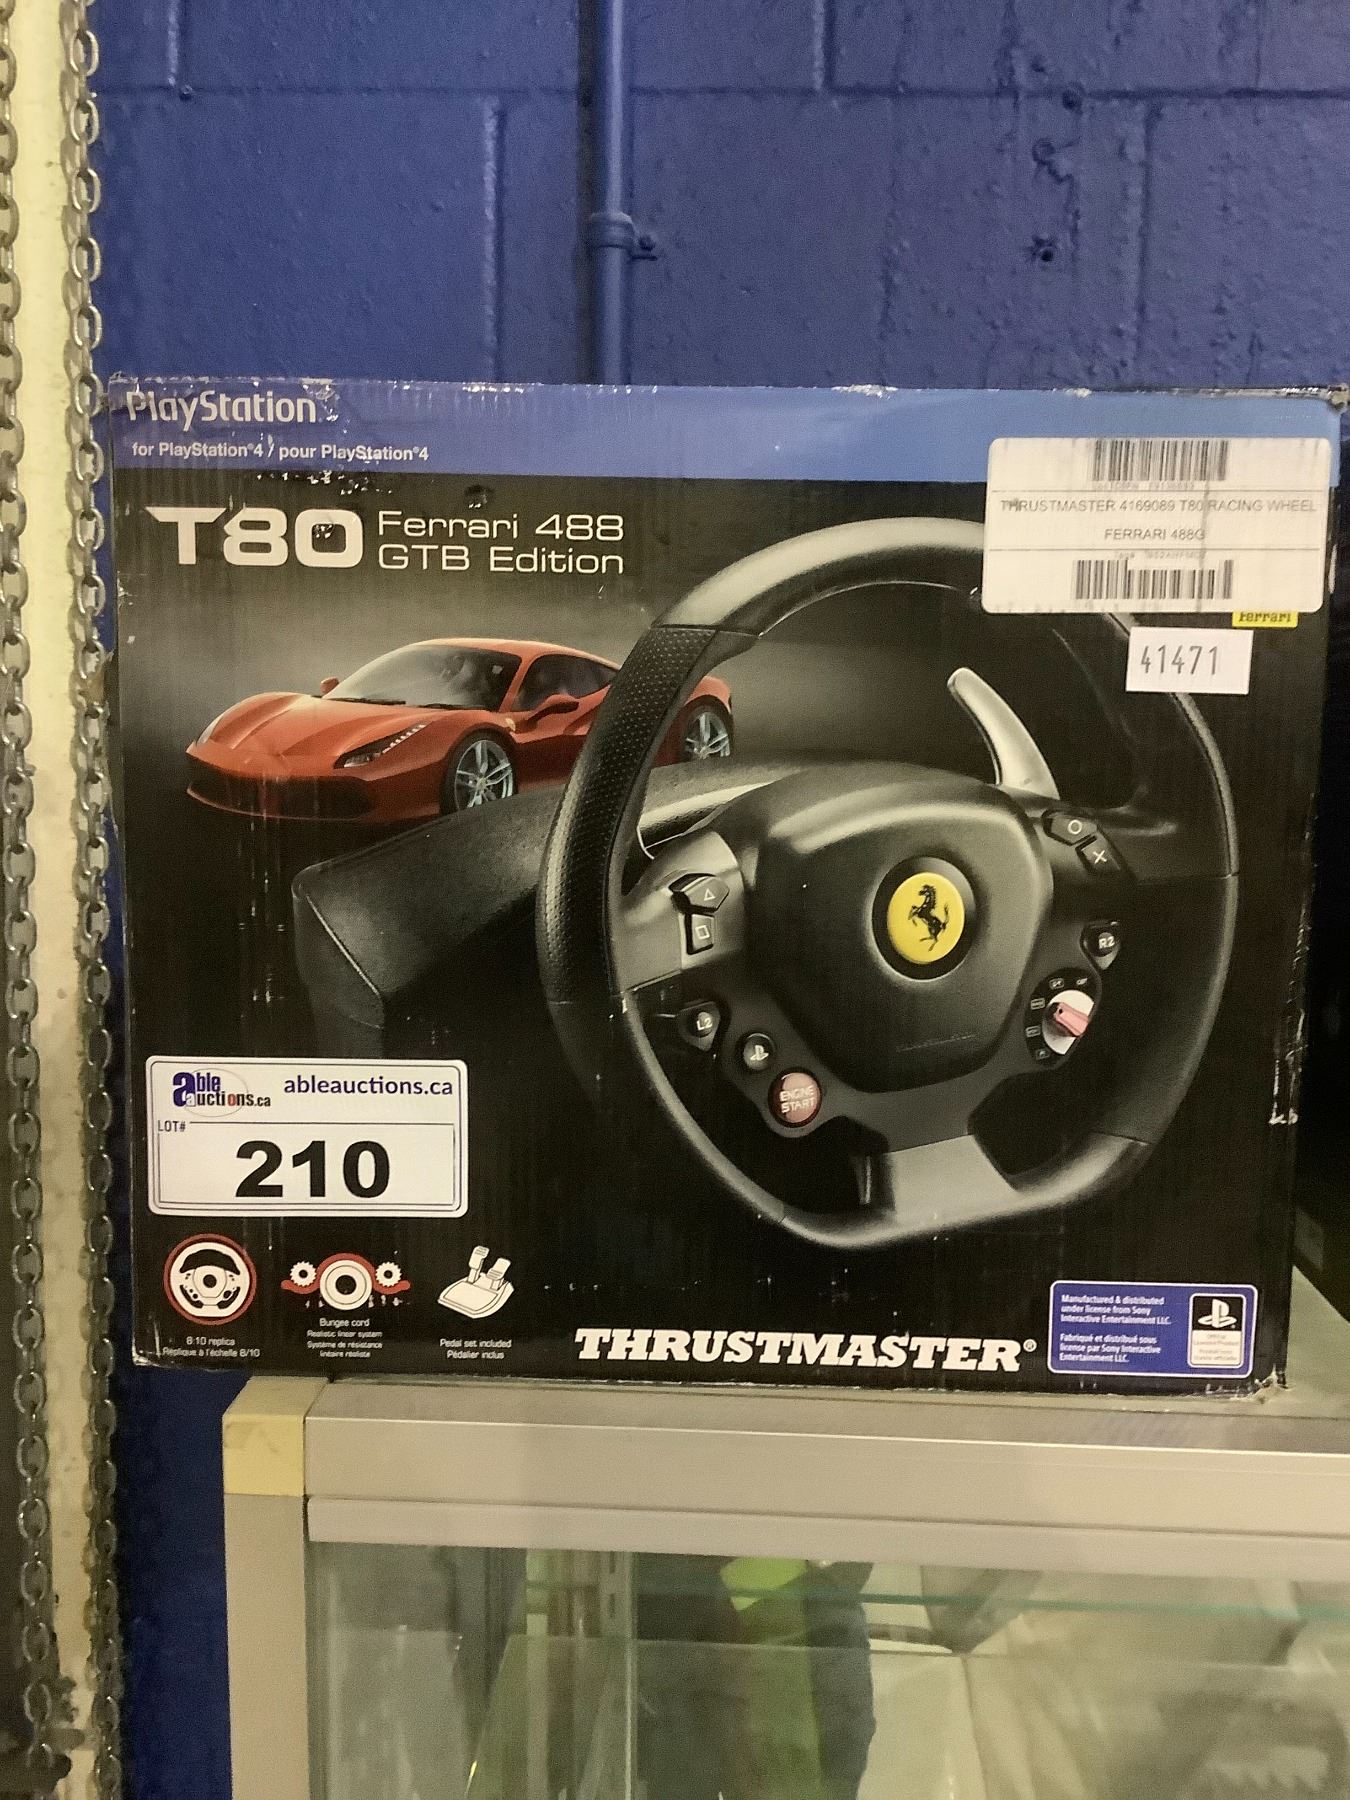 PlayStation
for PlayStation®4 / pour PlayStation®4
T80 Ferrari 488
GTB Edition
THRUSTMASTER 4169089 T80 RACING WHEEL
FERRARI 488G
Ferrari
41471
R2
L2
ENGINE
START
able
auctions.ca
ableauctions.ca
LOT#
210
8:10 replica
Réplique à l'échelle 8/10
Bungee cord
Realistic linear system
Système de résistance
linéaire réaliste
Pedal set included
Pédalier inclus
THRUSTMASTER®
Manufactured & distributed
under license from Sony
Interactive Entertainment LLC.
Fabriqué et distribué sous
license par Sony Interactive
Entertainment LLC.